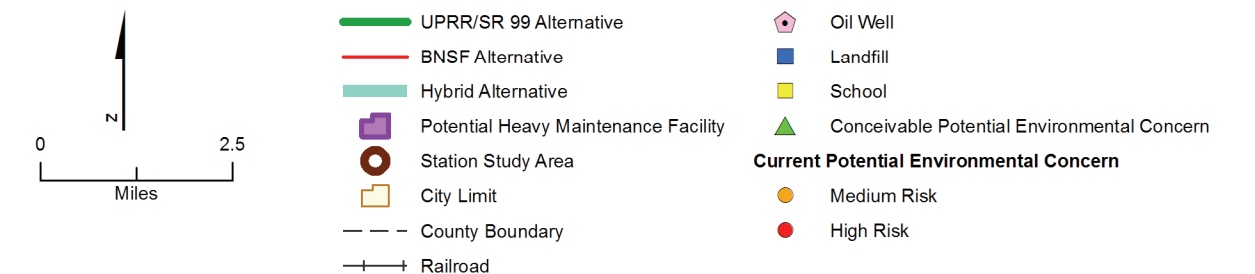 N
0 2.5
Miles
UPRR/SR 99 Alternative
BNSF Alternative
Hybrid Alternative
Potential Heavy Maintenance Facility
Station Study Area
City Limit
County Boundary
Railroad
Oil Well
Landfill
School
Conceivable Potential Environmental Concern
Current Potential Environmental Concern
Medium Risk
High Risk